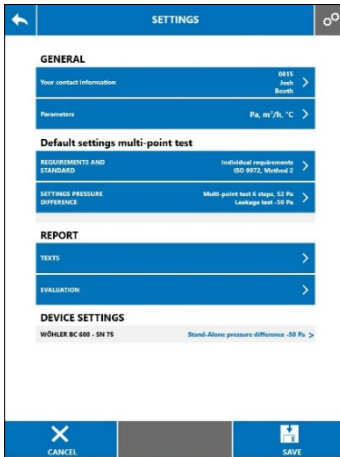 SETTINGS
GENERAL
Your contact information
0815
Josh
Booth
Parameters
Pa, m³/h, °C
Default settings multi-point test
REQUIREMENTS AND
STANDARD
Individual requirements
ISO 9972, Method 2
SETTINGS PRESSURE
DIFFERENCE
Multi-point test 6 steps, 52 Pa
Leakage test -50 Pa
REPORT
TEXTS
EVALUATION
DEVICE SETTINGS
WÖHLER BC 600 - SN 75
Stand-Alone pressure difference -50 Pa
CANCEL
SAVE